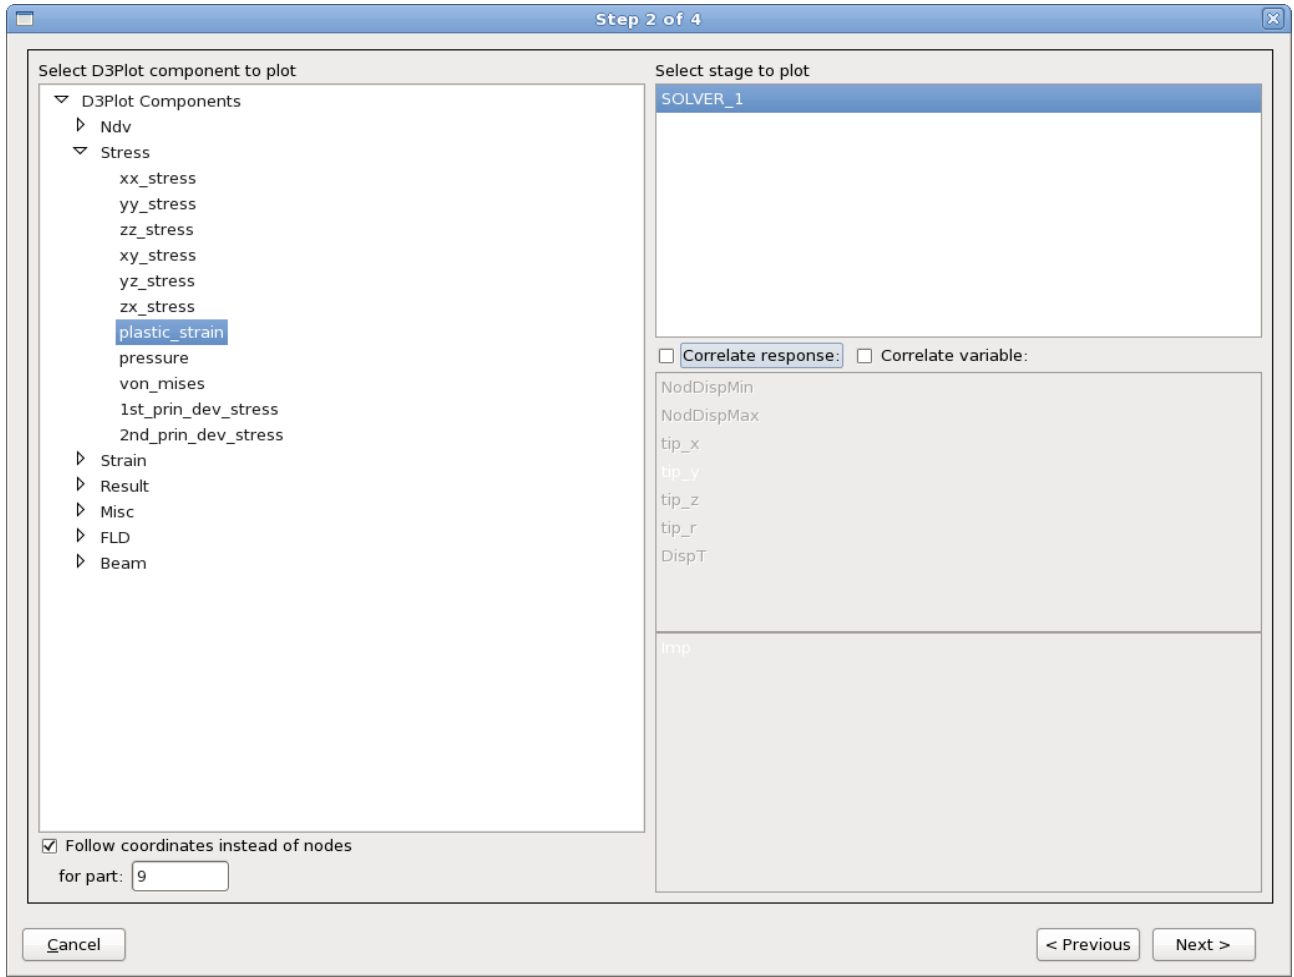 Step 2 of 4
Select D3Plot component to plot
D3Plot Components
Ndv
Stress
xx_stress
yy_stress
zz_stress
xy_stress
yz_stress
zx_stress
plastic_strain
pressure
von_mises
1st_prin_dev_stress
2nd_prin_dev_stress
Strain
Result
Misc
FLD
Beam
Follow coordinates instead of nodes
for part: 9
Select stage to plot
SOLVER_1
Correlate response: Correlate variable:
NodDispMin
NodDispMax
tip_x
tip_y
tip_z
tip_r
DispT
Imp
Cancel
< Previous
Next >